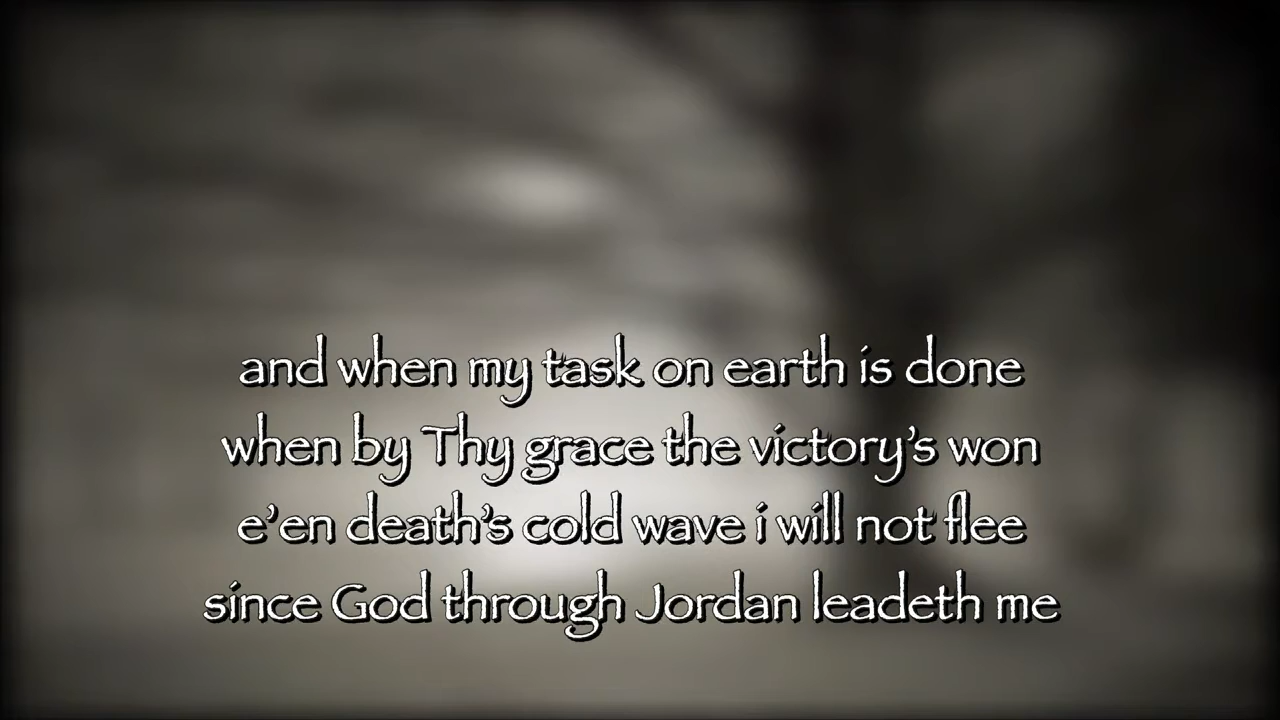 and when my task on earth is done
when by Thy grace the victory's won
e'en death's cold wave i will not flee
since God through Jordan leadeth me